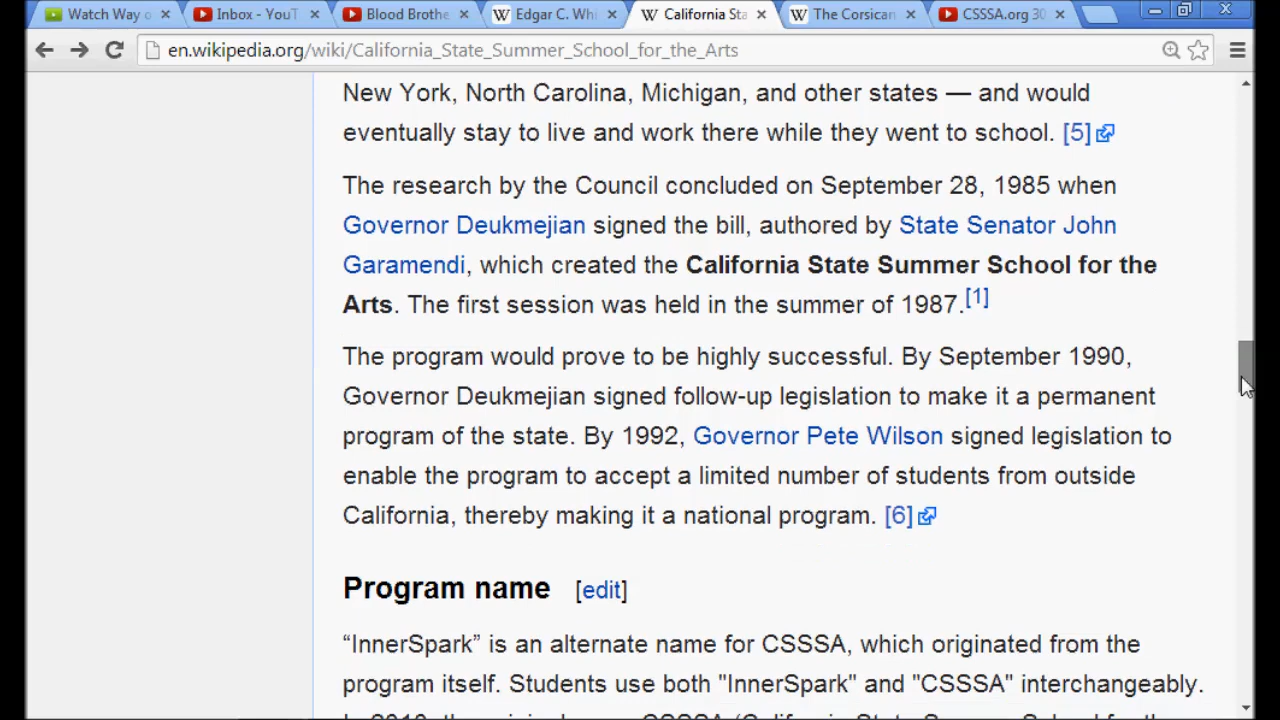 Watch Way o
Inbox - YouT
Blood Brothe
Edgar C. Whi
California Sta
The Corsican
CSSSA.org 30
en.wikipedia.org/wiki/California_State_Summer_School_for_the_Arts
New York, North Carolina, Michigan, and other states — and would
eventually stay to live and work there while they went to school. [5]
The research by the Council concluded on September 28, 1985 when
Governor Deukmejian signed the bill, authored by State Senator John
Garamendi, which created the California State Summer School for the
Arts. The first session was held in the summer of 1987.[1]
The program would prove to be highly successful. By September 1990,
Governor Deukmejian signed follow-up legislation to make it a permanent
program of the state. By 1992, Governor Pete Wilson signed legislation to
enable the program to accept a limited number of students from outside
California, thereby making it a national program. [6]
Program name [edit]
“InnerSpark” is an alternate name for CSSSA, which originated from the
program itself. Students use both "InnerSpark" and "CSSSA" interchangeably.